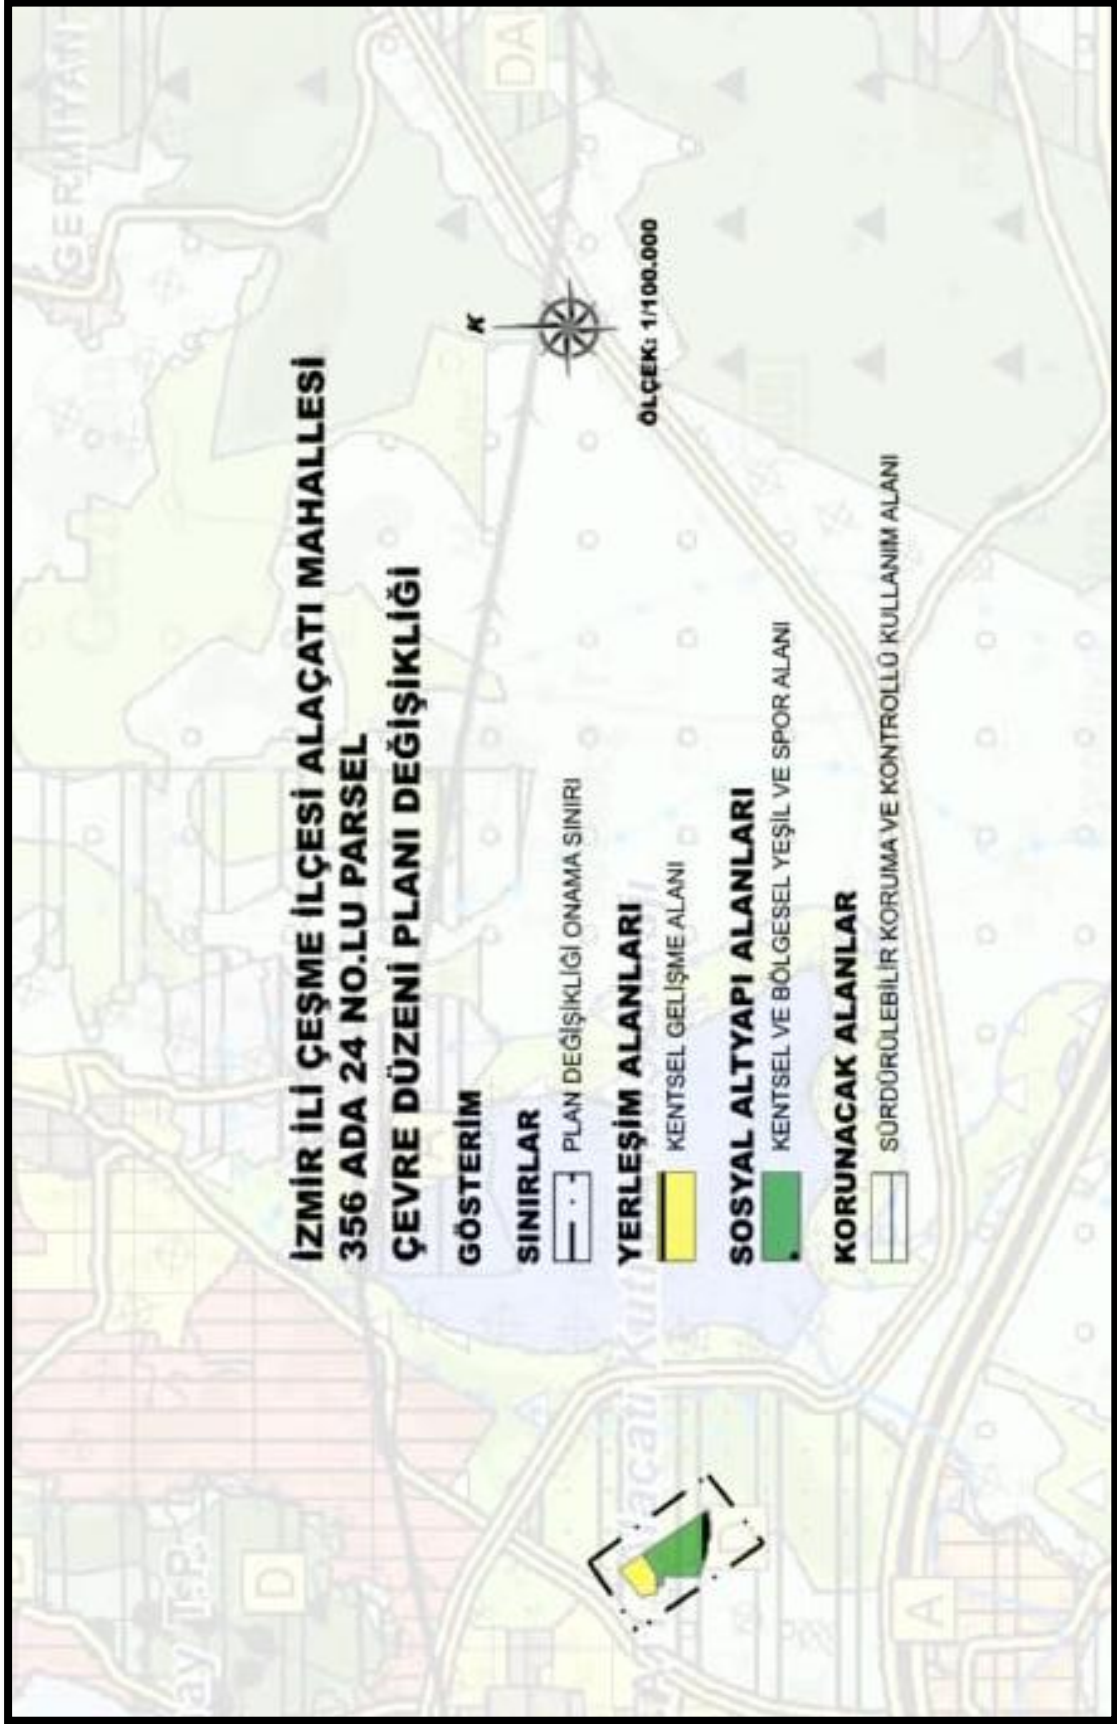 İZMİR İLİ ÇEŞME İLÇESİ ALAÇATI MAHALLESİ
356 ADA 24 NO.LU PARSEL
ÇEVRE DÜZENİ PLANI DEĞİŞİKLİĞİ
GÖSTERİM
SINIRLAR
PLAN DEĞİŞİKLİĞİ ONAMA SINIRI
YERLEŞİM ALANLARI
KENTSEL GELİŞME ALANI
SOSYAL ALTYAPI ALANLARI
KENTSEL VE BÖLGESEL YEŞİL VE SPOR ALANI
KORUNACAK ALANLAR
SÜRDÜRÜLEBİLİR KORUMA VE KONTROLLÜ KULLANIM ALANI
K
ÖLÇEK: 1/100.000
GERMİYAN
DA
D
A